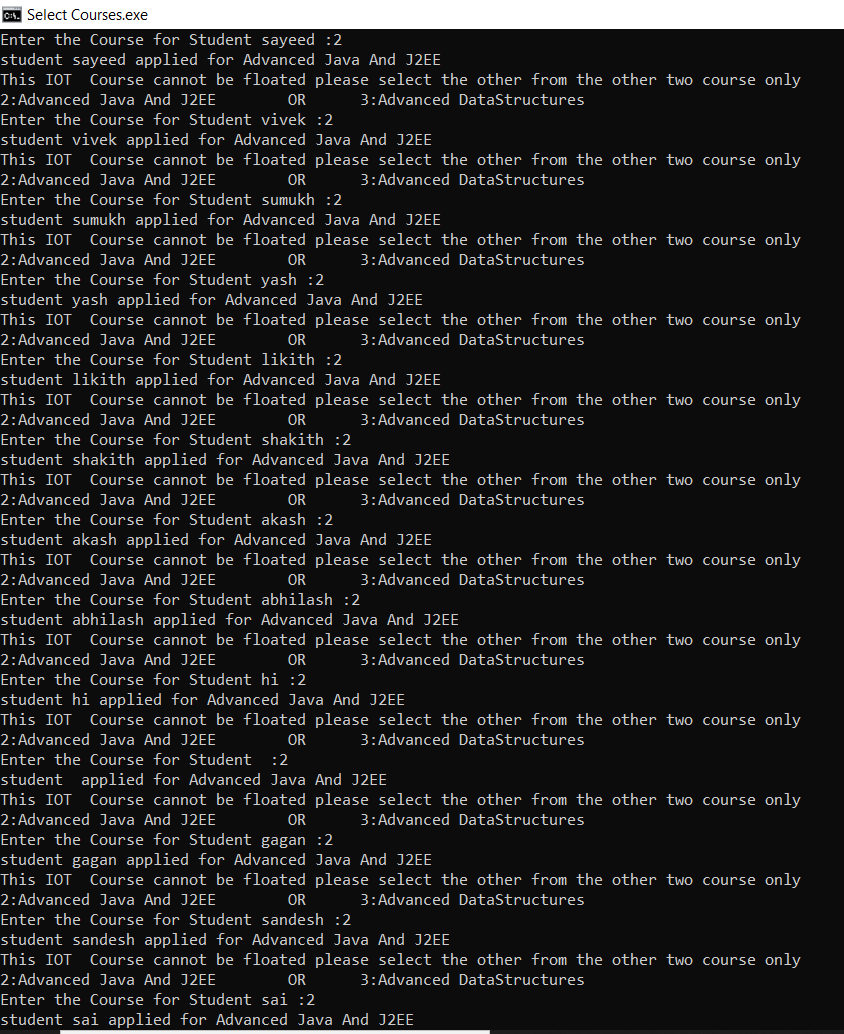 Select Courses.exe
Enter the Course for Student sayeed :2
student sayeed applied for Advanced Java And J2EE
This IOT  Course cannot be floated please select the other from the other two course only
2:Advanced Java And J2EE        OR      3:Advanced DataStructures
Enter the Course for Student vivek :2
student vivek applied for Advanced Java And J2EE
This IOT  Course cannot be floated please select the other from the other two course only
2:Advanced Java And J2EE        OR      3:Advanced DataStructures
Enter the Course for Student sumukh :2
student sumukh applied for Advanced Java And J2EE
This IOT  Course cannot be floated please select the other from the other two course only
2:Advanced Java And J2EE        OR      3:Advanced DataStructures
Enter the Course for Student yash :2
student yash applied for Advanced Java And J2EE
This IOT  Course cannot be floated please select the other from the other two course only
2:Advanced Java And J2EE        OR      3:Advanced DataStructures
Enter the Course for Student likith :2
student likith applied for Advanced Java And J2EE
This IOT  Course cannot be floated please select the other from the other two course only
2:Advanced Java And J2EE        OR      3:Advanced DataStructures
Enter the Course for Student shakith :2
student shakith applied for Advanced Java And J2EE
This IOT  Course cannot be floated please select the other from the other two course only
2:Advanced Java And J2EE        OR      3:Advanced DataStructures
Enter the Course for Student akash :2
student akash applied for Advanced Java And J2EE
This IOT  Course cannot be floated please select the other from the other two course only
2:Advanced Java And J2EE        OR      3:Advanced DataStructures
Enter the Course for Student abhilash :2
student abhilash applied for Advanced Java And J2EE
This IOT  Course cannot be floated please select the other from the other two course only
2:Advanced Java And J2EE        OR      3:Advanced DataStructures
Enter the Course for Student hi :2
student hi applied for Advanced Java And J2EE
This IOT  Course cannot be floated please select the other from the other two course only
2:Advanced Java And J2EE        OR      3:Advanced DataStructures
Enter the Course for Student  :2
student  applied for Advanced Java And J2EE
This IOT  Course cannot be floated please select the other from the other two course only
2:Advanced Java And J2EE        OR      3:Advanced DataStructures
Enter the Course for Student gagan :2
student gagan applied for Advanced Java And J2EE
This IOT  Course cannot be floated please select the other from the other two course only
2:Advanced Java And J2EE        OR      3:Advanced DataStructures
Enter the Course for Student sandesh :2
student sandesh applied for Advanced Java And J2EE
This IOT  Course cannot be floated please select the other from the other two course only
2:Advanced Java And J2EE        OR      3:Advanced DataStructures
Enter the Course for Student sai :2
student sai applied for Advanced Java And J2EE